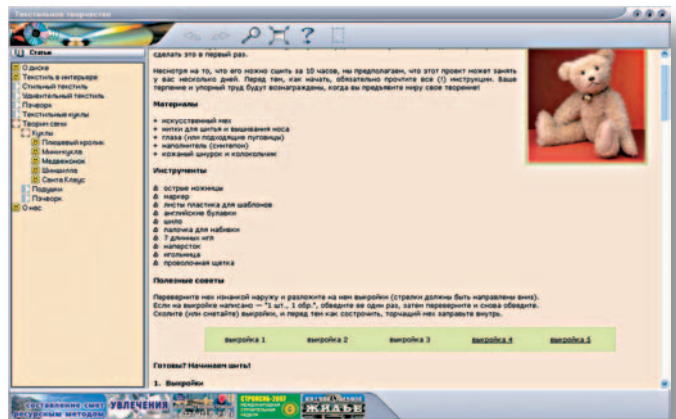 Текстильное творчество
Статьи
О диске
Текстиль в интерьере
Стильный текстиль
Удивительный текстиль
Пэчворк
Текстильные куклы
Творим сами
Куклы
Плюшевый кролик
Мини-кукла
Медвежонок
Шиншилла
Санта Клаус
Подушки
Пэчворк
О нас
сделать это в первый раз.
Несмотря на то, что его можно сшить за 10 часов, мы предполагаем, что этот проект может занять
у вас несколько дней. Перед тем, как начать, обязательно прочтите все (!) инструкции. Ваше
терпение и упорный труд будут вознаграждены, когда вы предъявите миру свое творение!
Материалы
искусственный мех
нитки для шитья и вышивания носа
глаза (или подходящие пуговицы)
наполнитель (синтепон)
кожаный шнурок и колокольчик
Инструменты
острые ножницы
маркер
листы пластика для шаблонов
английские булавки
шило
палочка для набивки
7 длинных игл
наперсток
игольница
проволочная щетка
Полезные советы
Переверните мех изнанкой наружу и разложите на нем выкройки (стрелки должны быть направлены вниз).
Если на выкройке написано — "1 шт., 1 обр.", обведите ее один раз, затем переверните и снова обведите.
Сколите (или сметайте) выкройки, и перед тем как сострочить, торчащий мех заправьте внутрь.
выкройка 1 выкройка 2 выкройка 3 выкройка 4 выкройка 5
Готовы? Начинаем шить!
1. Выкройки
составление смет
ресурсным методом
УВЛЕЧЕНИЯ
СТРОЙСИБ-2007
ЖИЛЬЕ